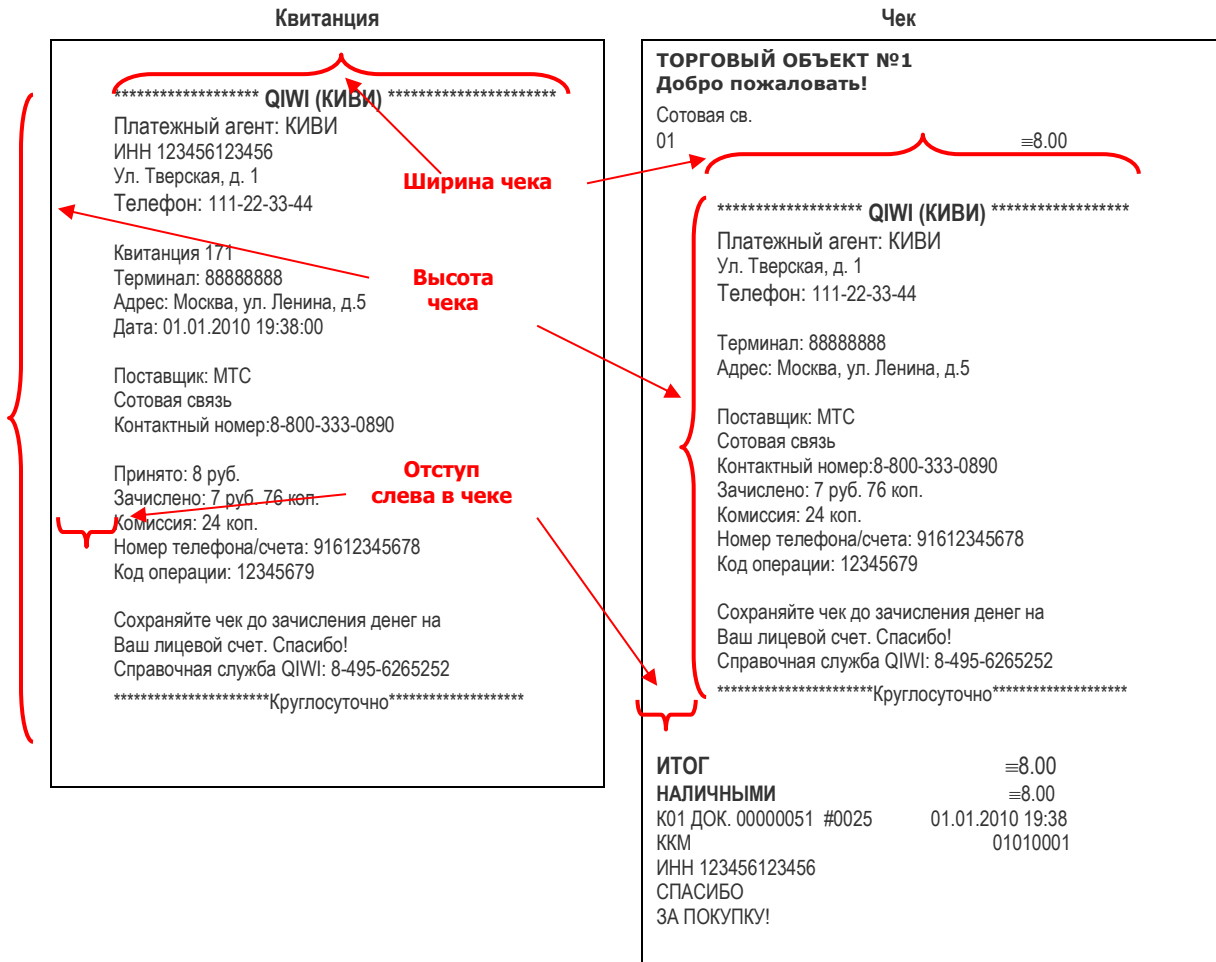 Квитанция
******************* QIWI (КИВИ) **********************
Платежный агент: КИВИ
ИНН 123456123456
Ул. Тверская, д. 1
Телефон: 111-22-33-44
Квитанция 171
Терминал: 88888888
Адрес: Москва, ул. Ленина, д.5
Дата: 01.01.2010 19:38:00
Поставщик: МТС
Сотовая связь
Контактный номер:8-800-333-0890
Принято: 8 руб.
Зачислено: 7 руб. 76 коп.
Комиссия: 24 коп.
Номер телефона/счета: 91612345678
Код операции: 12345679
Сохраняйте чек до зачисления денег на
Ваш лицевой счет. Спасибо!
Справочная служба QIWI: 8-495-6265252
***********************Круглосуточно********************
Ширина чека
Высота
чека
Отступ
слева в чеке
Чек
ТОРГОВЫЙ ОБЪЕКТ №1
Добро пожаловать!
Сотовая св.
01 ≡8.00
******************* QIWI (КИВИ) ******************
Платежный агент: КИВИ
Ул. Тверская, д. 1
Телефон: 111-22-33-44
Терминал: 88888888
Адрес: Москва, ул. Ленина, д.5
Поставщик: МТС
Сотовая связь
Контактный номер:8-800-333-0890
Зачислено: 7 руб. 76 коп.
Комиссия: 24 коп.
Номер телефона/счета: 91612345678
Код операции: 12345679
Сохраняйте чек до зачисления денег на
Ваш лицевой счет. Спасибо!
Справочная служба QIWI: 8-495-6265252
***********************Круглосуточно********************
ИТОГ ≡8.00
НАЛИЧНЫМИ ≡8.00
К01 ДОК. 00000051 #0025 01.01.2010 19:38
ККМ 01010001
ИНН 123456123456
СПАСИБО
ЗА ПОКУПКУ!